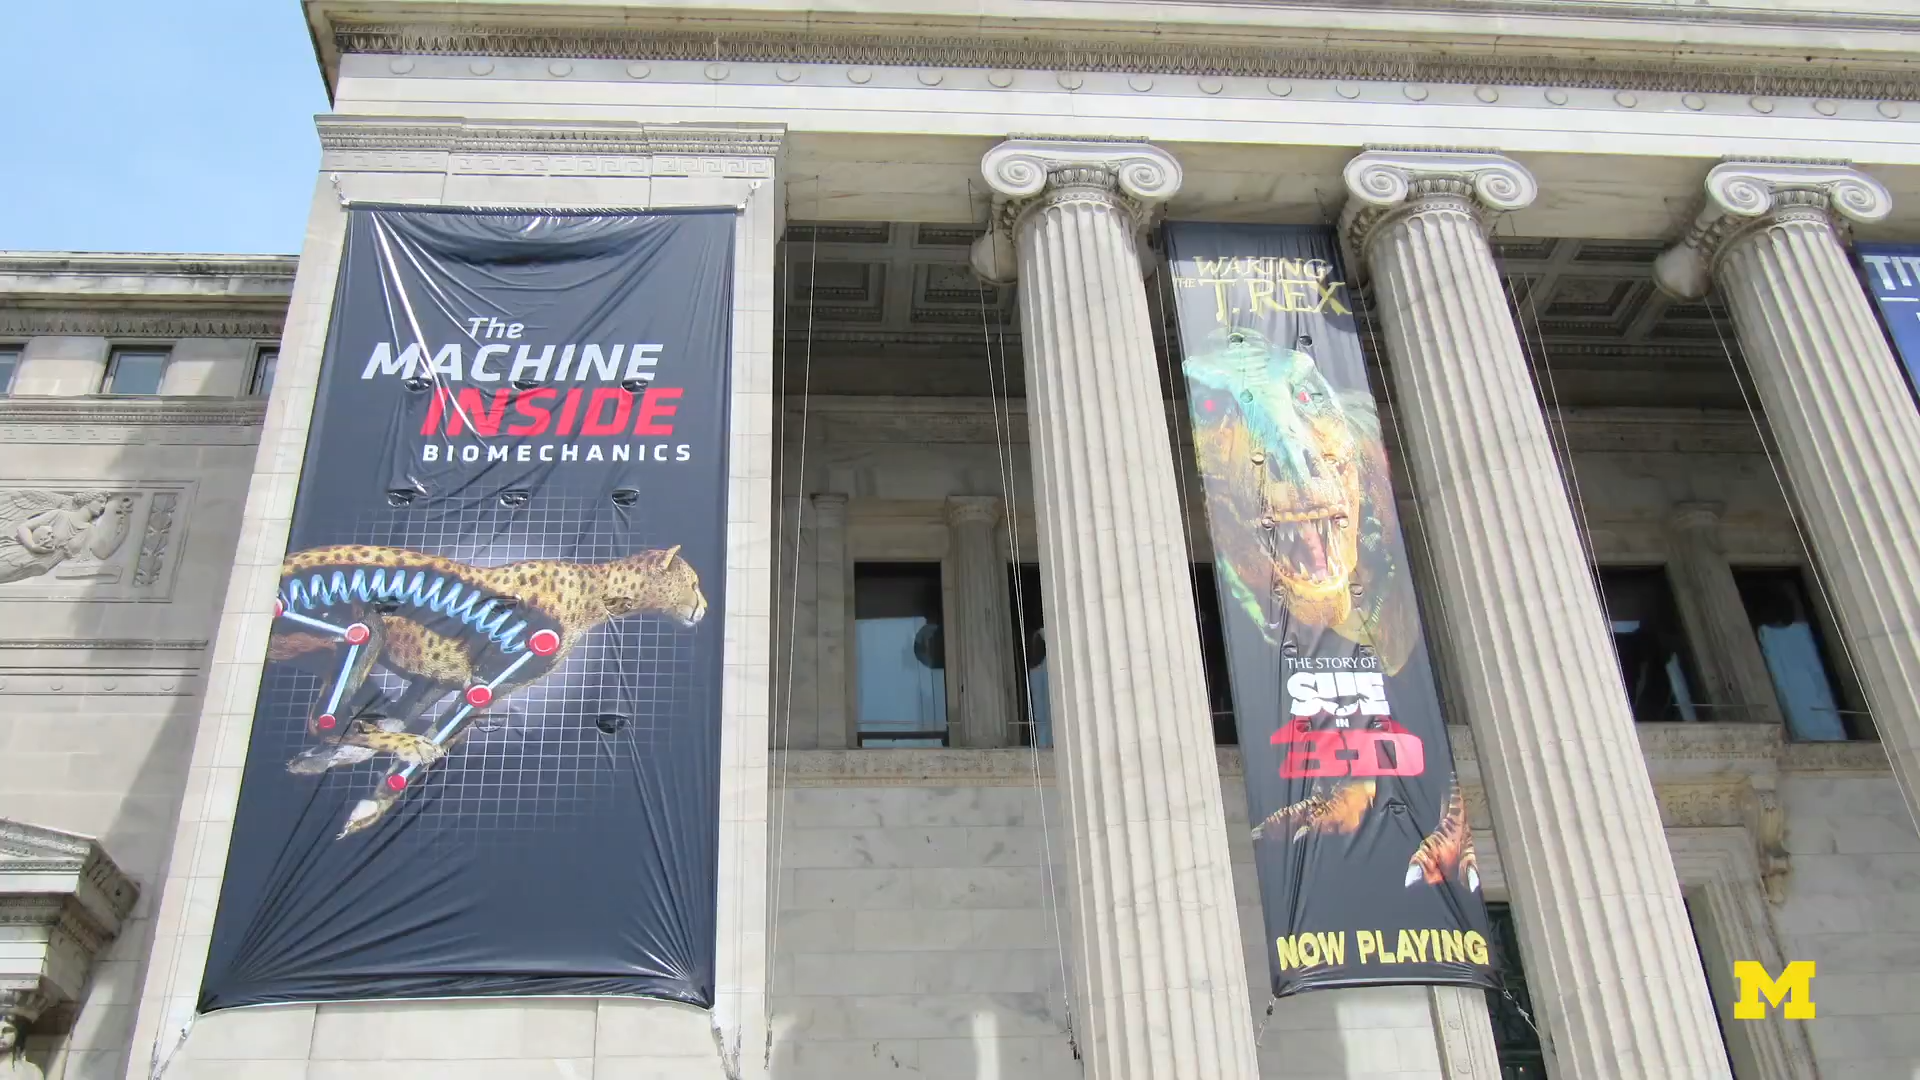 The
MACHINE
INSIDE
BIOMECHANICS
WAKING
THE T. REX
THE STORY OF
SUE
IN
3-D
NOW PLAYING
M